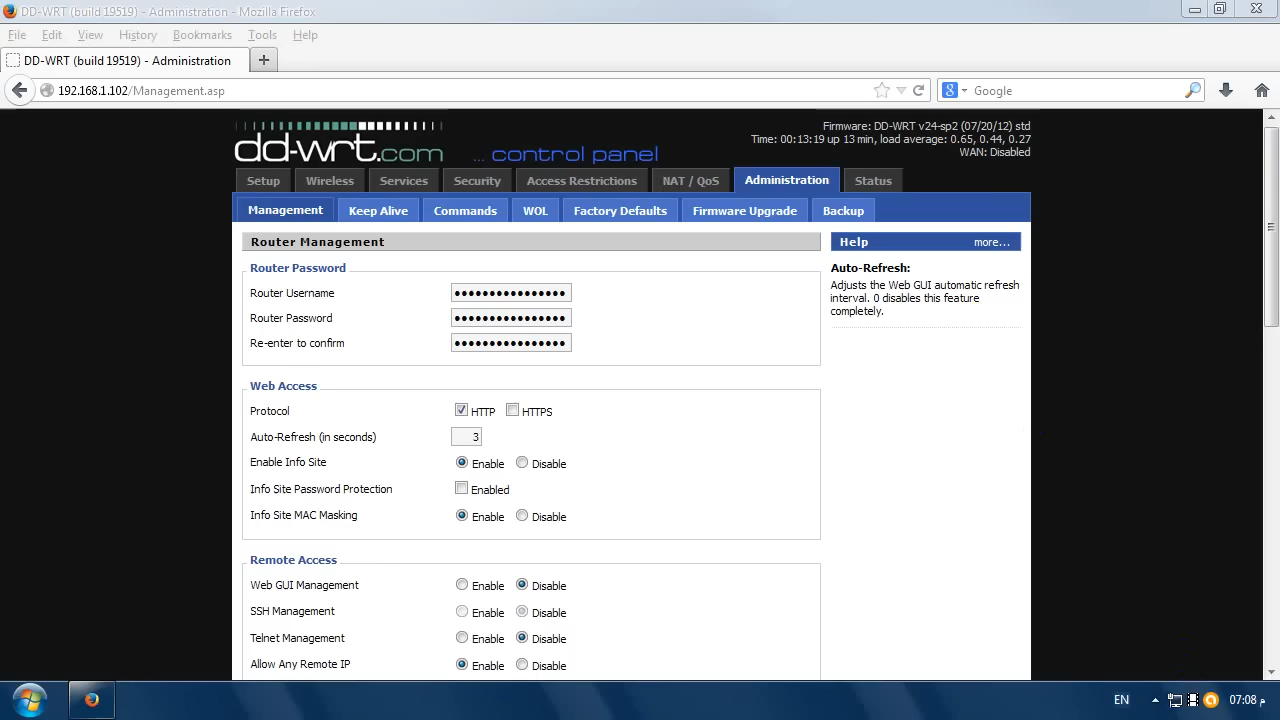 DD-WRT (build 19519) - Administration - Mozilla Firefox
File Edit View History Bookmarks Tools Help
DD-WRT (build 19519) - Administration
192.168.1.102/Management.asp
Google
Firmware: DD-WRT v24-sp2 (07/20/12) std
Time: 00:13:19 up 13 min, load average: 0.65, 0.44, 0.27
WAN: Disabled
dd-wrt.com ... control panel
Setup Wireless Services Security Access Restrictions NAT / QoS Administration Status
Management Keep Alive Commands WOL Factory Defaults Firmware Upgrade Backup
Router Management
Help more...
Router Password
Auto-Refresh:
Adjusts the Web GUI automatic refresh
interval. 0 disables this feature
completely.
Router Username
Router Password
Re-enter to confirm
Web Access
Protocol HTTP HTTPS
Auto-Refresh (in seconds) 3
Enable Info Site Enable Disable
Info Site Password Protection Enabled
Info Site MAC Masking Enable Disable
Remote Access
Web GUI Management Enable Disable
SSH Management Enable Disable
Telnet Management Enable Disable
Allow Any Remote IP Enable Disable
EN 07:08 م